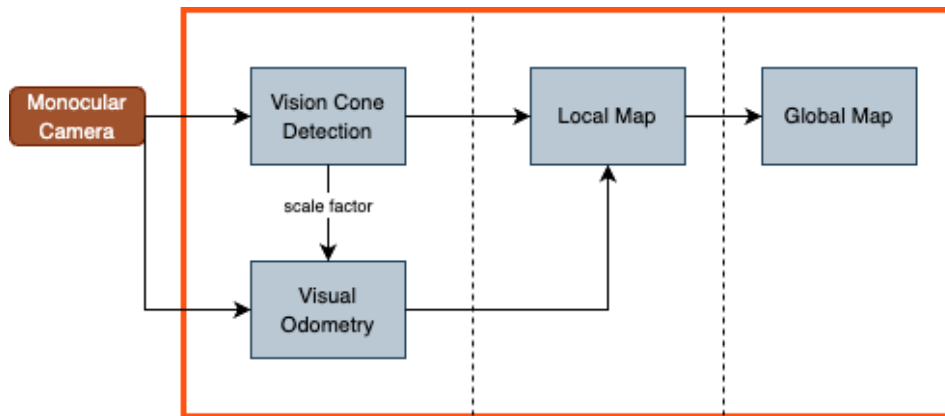 Monocular
Camera
Vision Cone
Detection
Local Map
Global Map
scale factor
Visual
Odometry